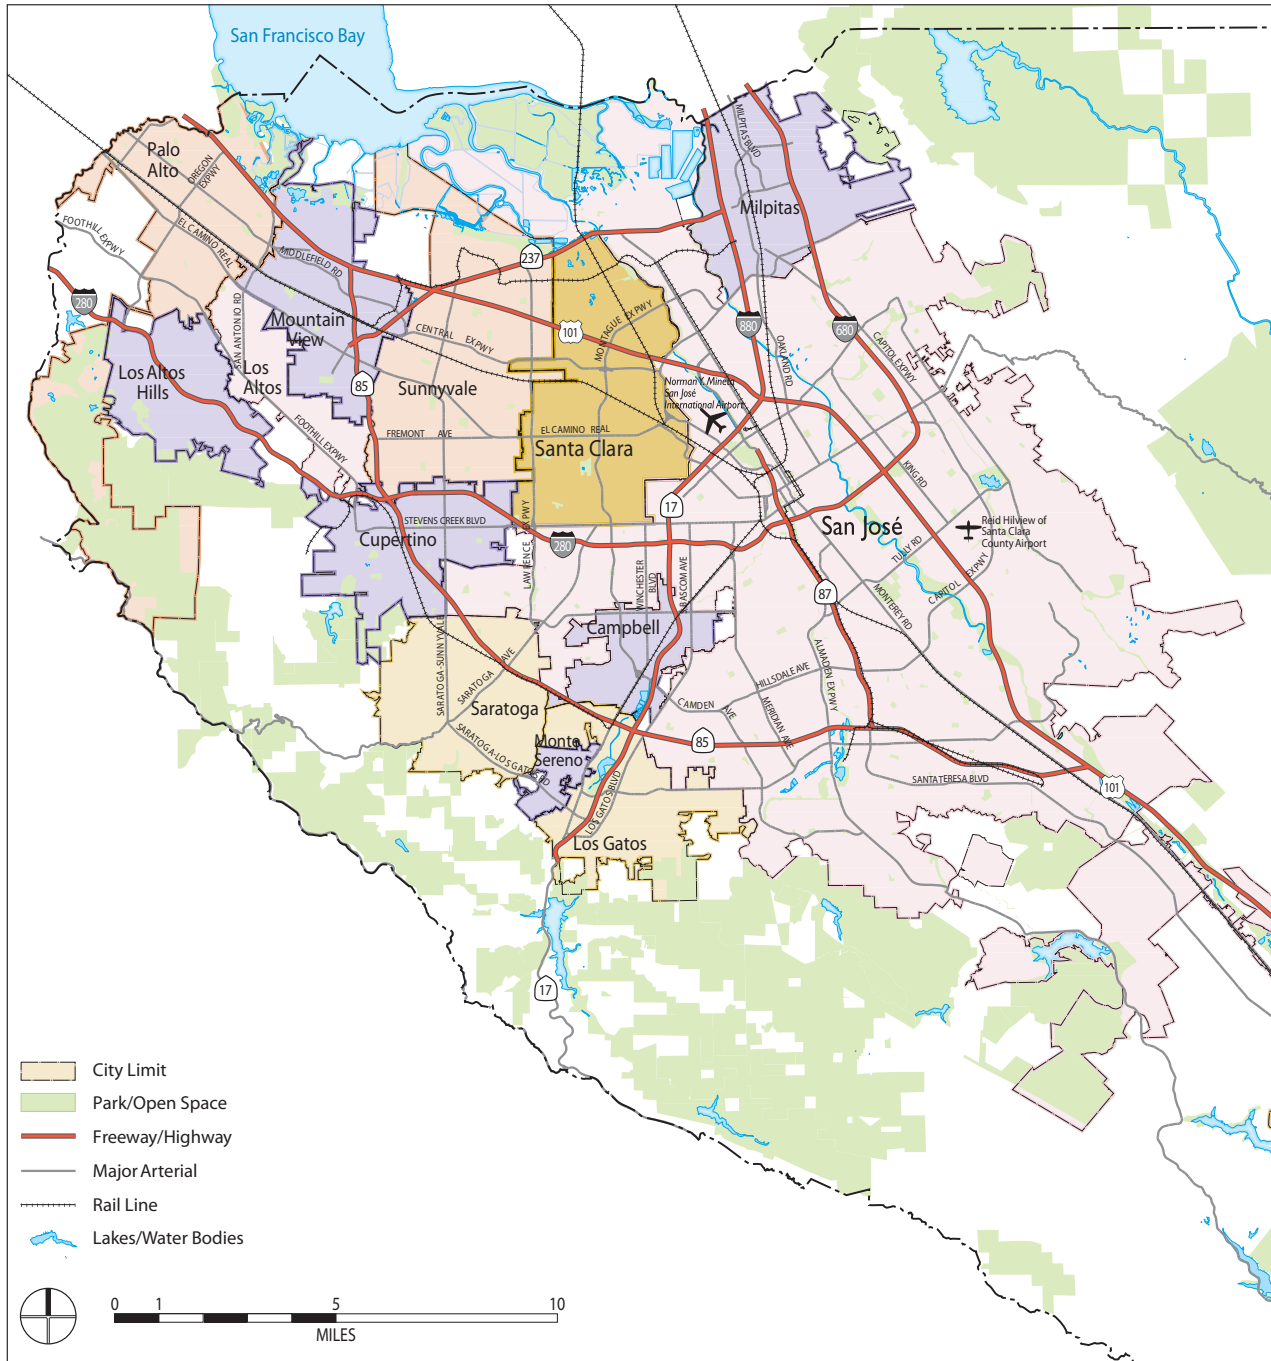 San Francisco Bay
Palo
Alto
OREGON
EXPWY
FOOTHILL EXPWY
EL CAMINO REAL
MIDDLEFIELD RD
237
MILPITAS BLVD
Milpitas
280
SAN ANTONIO RD
Mountain
View
Los Altos
Hills
Los
Altos
85
CENTRAL EXPWY
Sunnyvale
101
MONTAGUE EXPWY
880
680
OAKLAND RD
CAPITOL EXPWY
Norman Y. Mineta
San José
International Airport
FOOTHILL EXPWY
FREMONT AVE
EL CAMINO REAL
Santa Clara
KING RD
17
STEVENS CREEK BLVD
Cupertino
LAWRENCE EXPWY
280
San José
Reid Hilview of
Santa Clara
County Airport
TULLY RD
CAPITOL EXPWY
WINCHESTER
BLVD
BASCOM AVE
87
MONTEREY RD
Campbell
SARATOGA-SUNNYVALE
SARATOGA AVE
ALMADEN EXPWY
HILLSDALE AVE
CAMDEN AVE
MERIDIAN AVE
Saratoga
SARATOGA-LOS GATOS RD
Monte
Sereno
85
SANTA TERESA BLVD
101
LOS GATOS BLVD
Los Gatos
17
City Limit
Park/Open Space
Freeway/Highway
Major Arterial
Rail Line
Lakes/Water Bodies
0 1 5 10
MILES